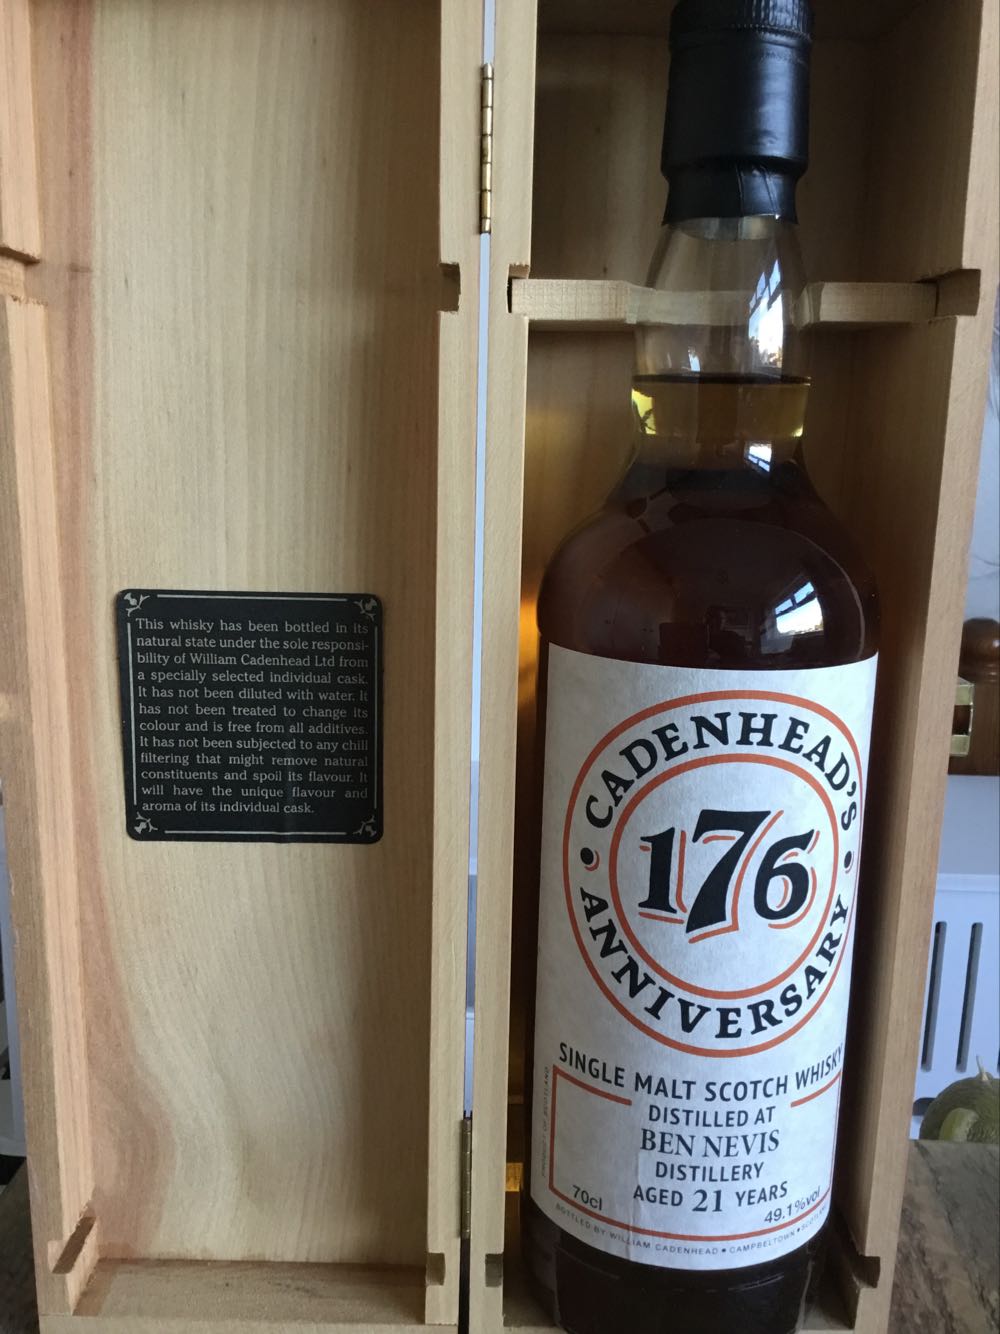 This whisky has been bottled in its
natural state under the sole responsi-
bility of William Cadenhead Ltd from
a specially selected individual cask.
It has not been diluted with water. It
has not been treated to change its
colour and is free from all additives.
It has not been subjected to any chill
filtering that might remove natural
constituents and spoil its flavour. It
will have the unique flavour and
aroma of its individual cask.
CADENHEAD'S
176
ANNIVERSARY
SINGLE MALT SCOTCH WHISKY
DISTILLED AT
BEN NEVIS
DISTILLERY
AGED 21 YEARS
70cl
49.1%vol
BOTTLED BY WILLIAM CADENHEAD • CAMPBELTOWN • SCOTLAND
PRODUCT OF SCOTLAND